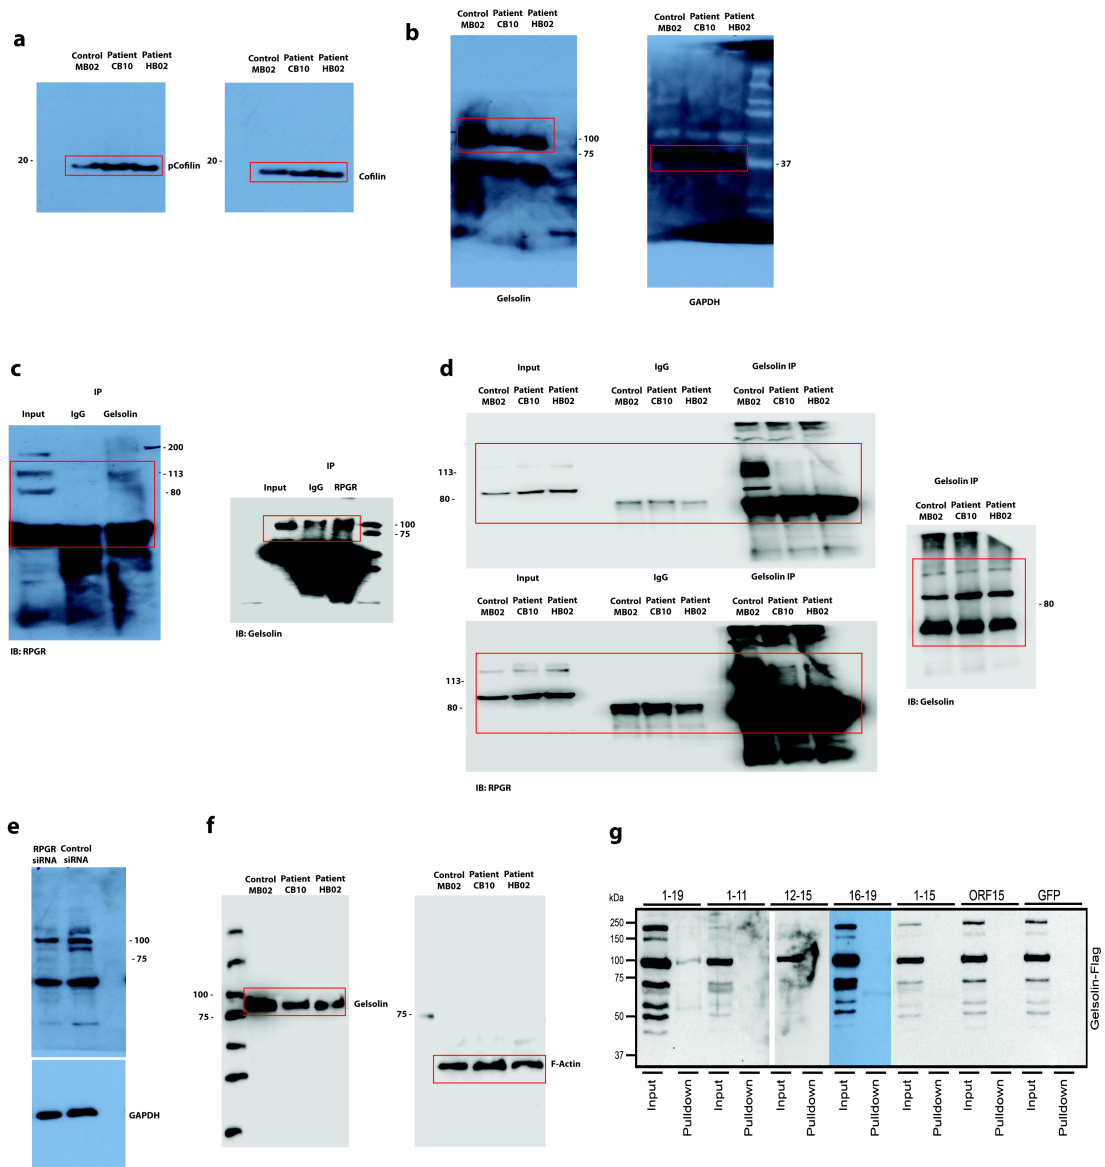 a
Control Patient Patient
MB02 CB10 HB02
20 -
pCofilin
Control Patient Patient
MB02 CB10 HB02
20 -
Cofilin
b
Control Patient Patient
MB02 CB10 HB02
- 100
- 75
Gelsolin
Control Patient Patient
MB02 CB10 HB02
- 37
GAPDH
c
IP
Input IgG Gelsolin
- 200
- 113
- 80
IB: RPGR
IP
Input IgG RPGR
- 100
- 75
IB: Gelsolin
d
Input IgG Gelsolin IP
Control Patient Patient Control Patient Patient Control Patient Patient
MB02 CB10 HB02 MB02 CB10 HB02 MB02 CB10 HB02
113-
80 -
Input IgG Gelsolin IP
Control Patient Patient Control Patient Patient Control Patient Patient
MB02 CB10 HB02 MB02 CB10 HB02 MB02 CB10 HB02
113-
80 -
IB: RPGR
Gelsolin IP
Control Patient Patient
MB02 CB10 HB02
- 80
IB: Gelsolin
e
RPGR Control
siRNA siRNA
- 100
- 75
GAPDH
f
Control Patient Patient
MB02 CB10 HB02
100 -
75 -
Gelsolin
Control Patient Patient
MB02 CB10 HB02
75 -
F-Actin
g
kDa 1-19 1-11 12-15 16-19 1-15 ORF15 GFP
250
150
100
75
50
37
Gelsolin-Flag
Input Pulldown Input Pulldown Input Pulldown Input Pulldown Input Pulldown Input Pulldown Input Pulldown